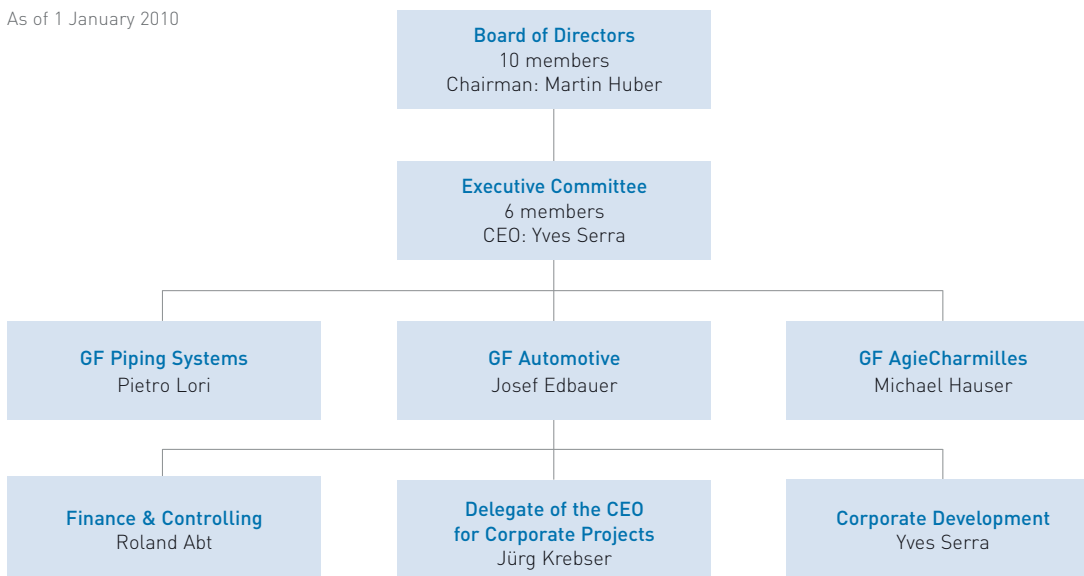 As of 1 January 2010
Board of Directors
10 members
Chairman: Martin Huber
Executive Committee
6 members
CEO: Yves Serra
GF Piping Systems
Pietro Lori
GF Automotive
Josef Edbauer
GF AgieCharmilles
Michael Hauser
Finance & Controlling
Roland Abt
Delegate of the CEO
for Corporate Projects
Jürg Krebser
Corporate Development
Yves Serra